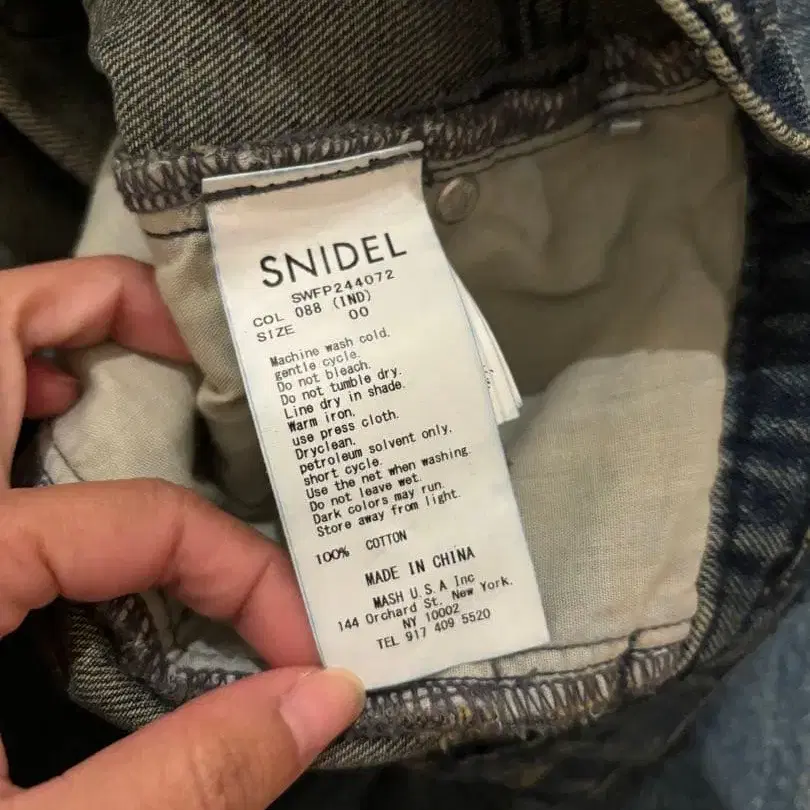 SNIDEL
SWFP244072
COL 088 (IND)
SIZE 00
Machine wash cold.
gentle cycle.
Do not bleach.
Do not tumble dry.
Line dry in shade.
Warm iron.
use press cloth.
Dryclean.
petroleum solvent only.
short cycle.
Use the net when washing.
Do not leave wet.
Dark colors may run.
Store away from light.
100% COTTON
MADE IN CHINA
MASH U.S.A Inc
144 Orchard St. New York.
NY 10002
TEL 917 409 5520